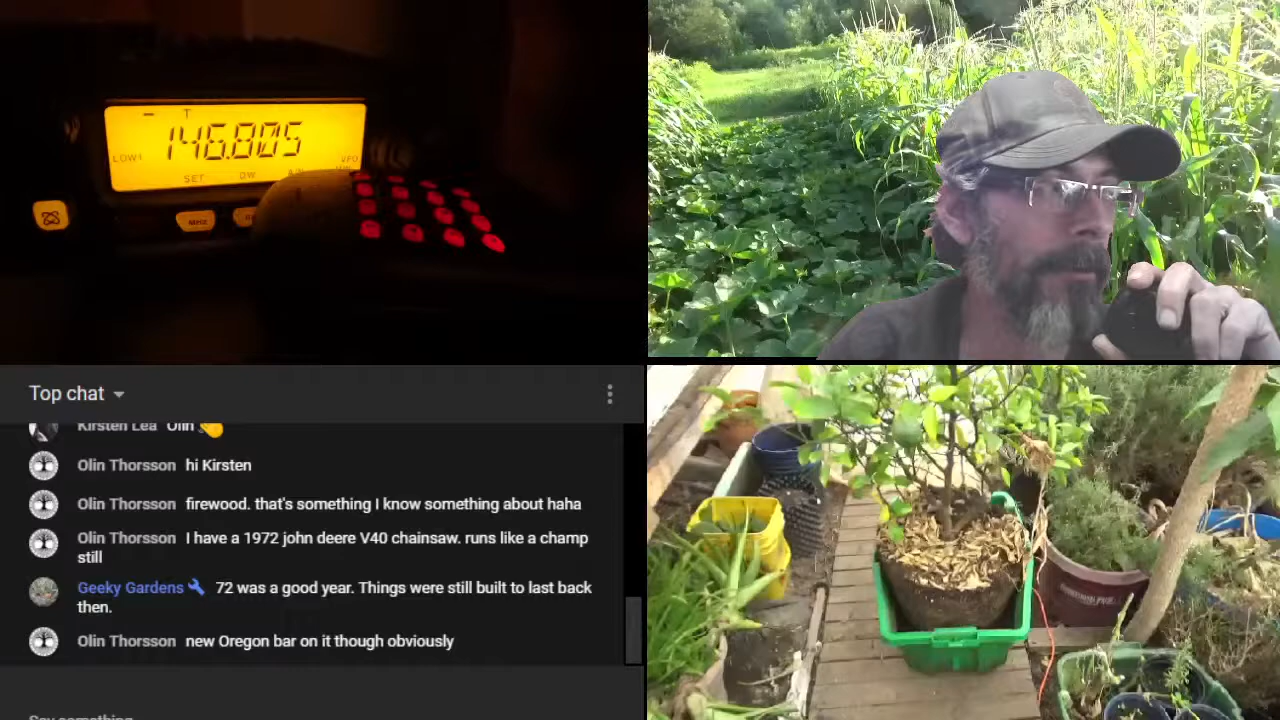 T
146.805
LOW1
VFO
SET
D.W
Top chat
Kirsten Lea Olin
Olin Thorsson hi Kirsten
Olin Thorsson firewood. that's something I know something about haha
Olin Thorsson I have a 1972 john deere V40 chainsaw. runs like a champ
still
Geeky Gardens 72 was a good year. Things were still built to last back
then.
Olin Thorsson new Oregon bar on it though obviously
Say something